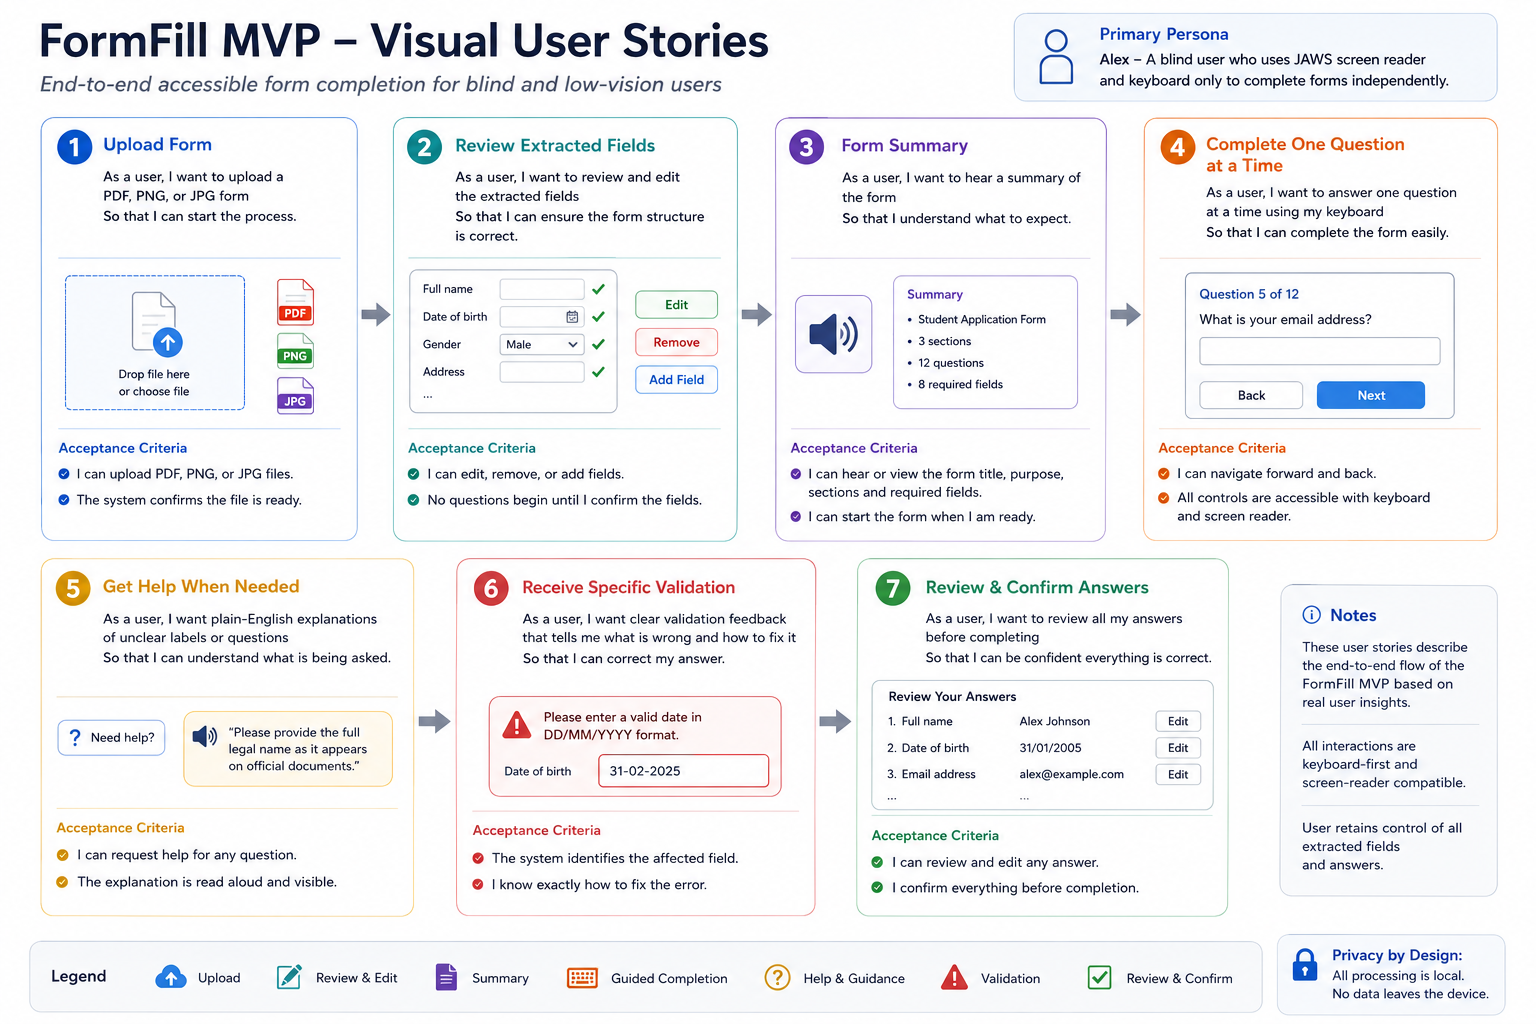 FormFill MVP – Visual User Stories
End-to-end accessible form completion for blind and low-vision users
Primary Persona
Alex – A blind user who uses JAWS screen reader
and keyboard only to complete forms independently.
1 Upload Form
As a user, I want to upload a
PDF, PNG, or JPG form
So that I can start the process.
Drop file here
or choose file
PDF
PNG
JPG
Acceptance Criteria
I can upload PDF, PNG, or JPG files.
The system confirms the file is ready.
2 Review Extracted Fields
As a user, I want to review and edit
the extracted fields
So that I can ensure the form structure
is correct.
Full name
Date of birth
Gender Male
Address
...
Edit
Remove
Add Field
Acceptance Criteria
I can edit, remove, or add fields.
No questions begin until I confirm the fields.
3 Form Summary
As a user, I want to hear a summary of
the form
So that I understand what to expect.
Summary
• Student Application Form
• 3 sections
• 12 questions
• 8 required fields
Acceptance Criteria
I can hear or view the form title, purpose,
sections and required fields.
I can start the form when I am ready.
4 Complete One Question
at a Time
As a user, I want to answer one question
at a time using my keyboard
So that I can complete the form easily.
Question 5 of 12
What is your email address?
Back Next
Acceptance Criteria
I can navigate forward and back.
All controls are accessible with keyboard
and screen reader.
5 Get Help When Needed
As a user, I want plain-English explanations
of unclear labels or questions
So that I can understand what is being asked.
? Need help?
“Please provide the full
legal name as it appears
on official documents.”
Acceptance Criteria
I can request help for any question.
The explanation is read aloud and visible.
6 Receive Specific Validation
As a user, I want clear validation feedback
that tells me what is wrong and how to fix it
So that I can correct my answer.
Please enter a valid date in
DD/MM/YYYY format.
Date of birth 31-02-2025
Acceptance Criteria
The system identifies the affected field.
I know exactly how to fix the error.
7 Review & Confirm Answers
As a user, I want to review all my answers
before completing
So that I can be confident everything is correct.
Review Your Answers
1. Full name Alex Johnson Edit
2. Date of birth 31/01/2005 Edit
3. Email address alex@example.com Edit
... ...
Acceptance Criteria
I can review and edit any answer.
I confirm everything before completion.
Notes
These user stories describe
the end-to-end flow of the
FormFill MVP based on
real user insights.
All interactions are
keyboard-first and
screen-reader compatible.
User retains control of all
extracted fields
and answers.
Legend Upload Review & Edit Summary Guided Completion Help & Guidance Validation Review & Confirm
Privacy by Design:
All processing is local.
No data leaves the device.